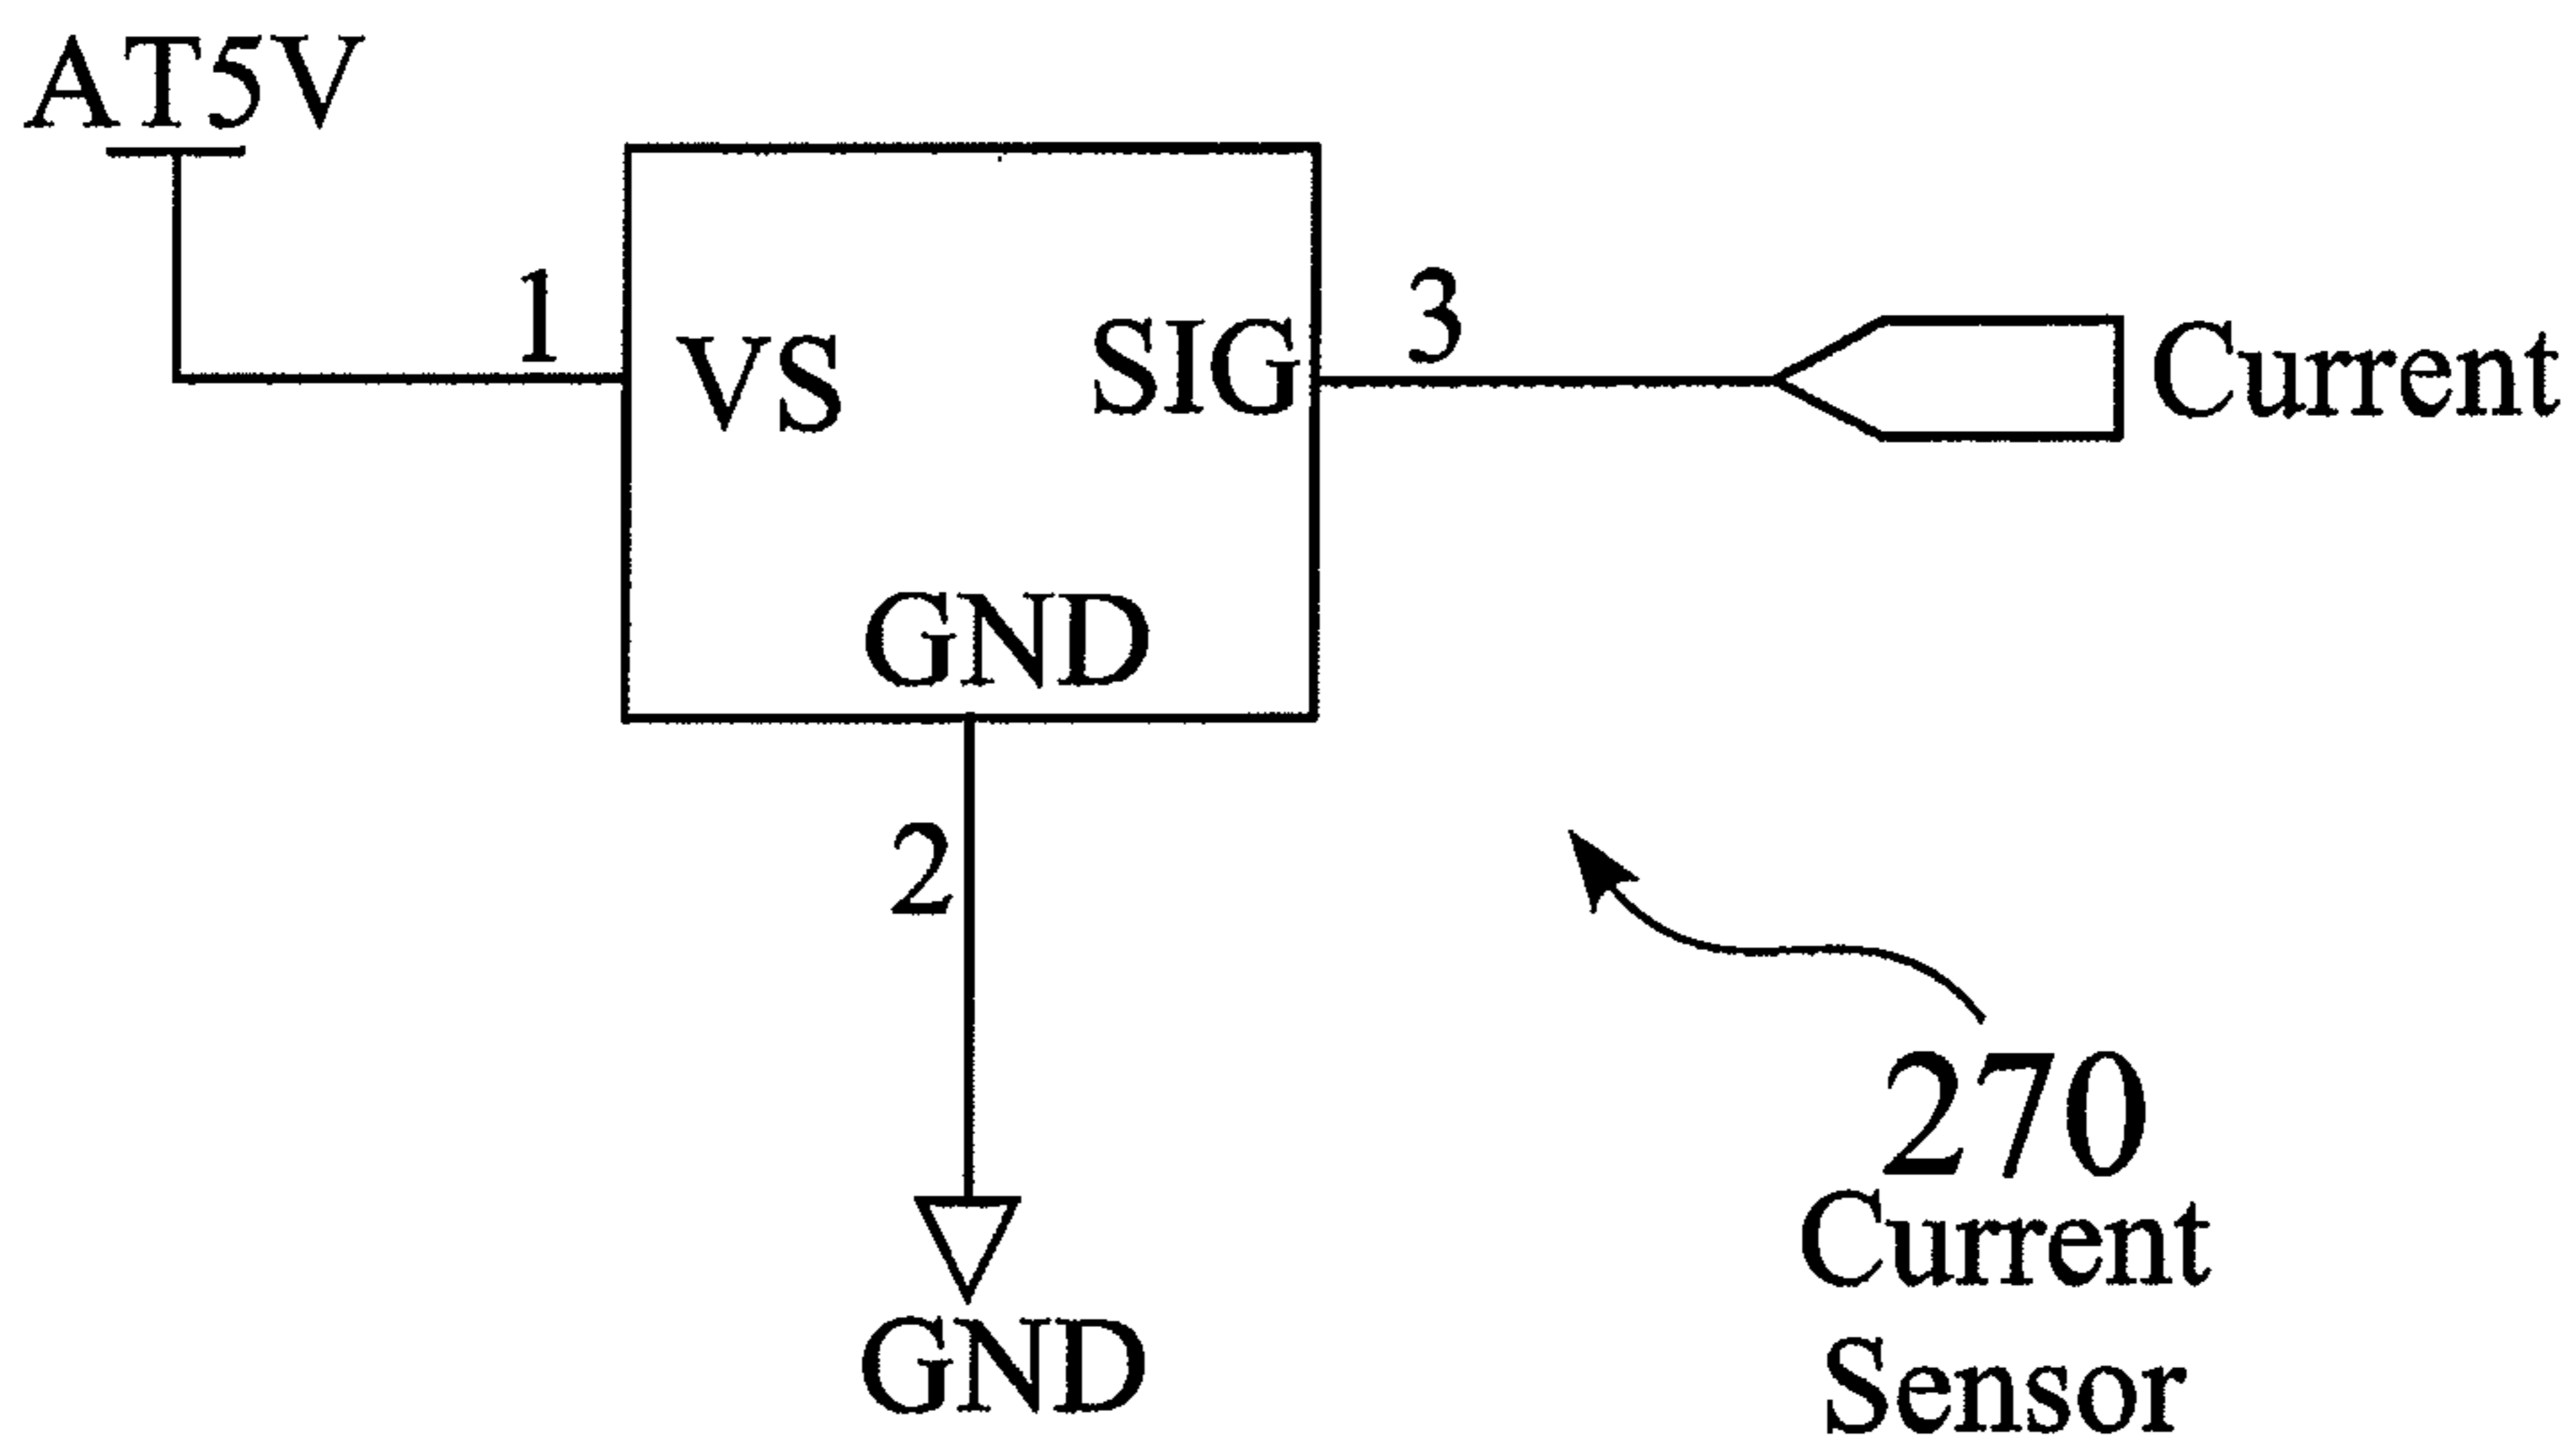 AT5V
1
VS
SIG
3
Current
GND
2
GND
270
Current
Sensor